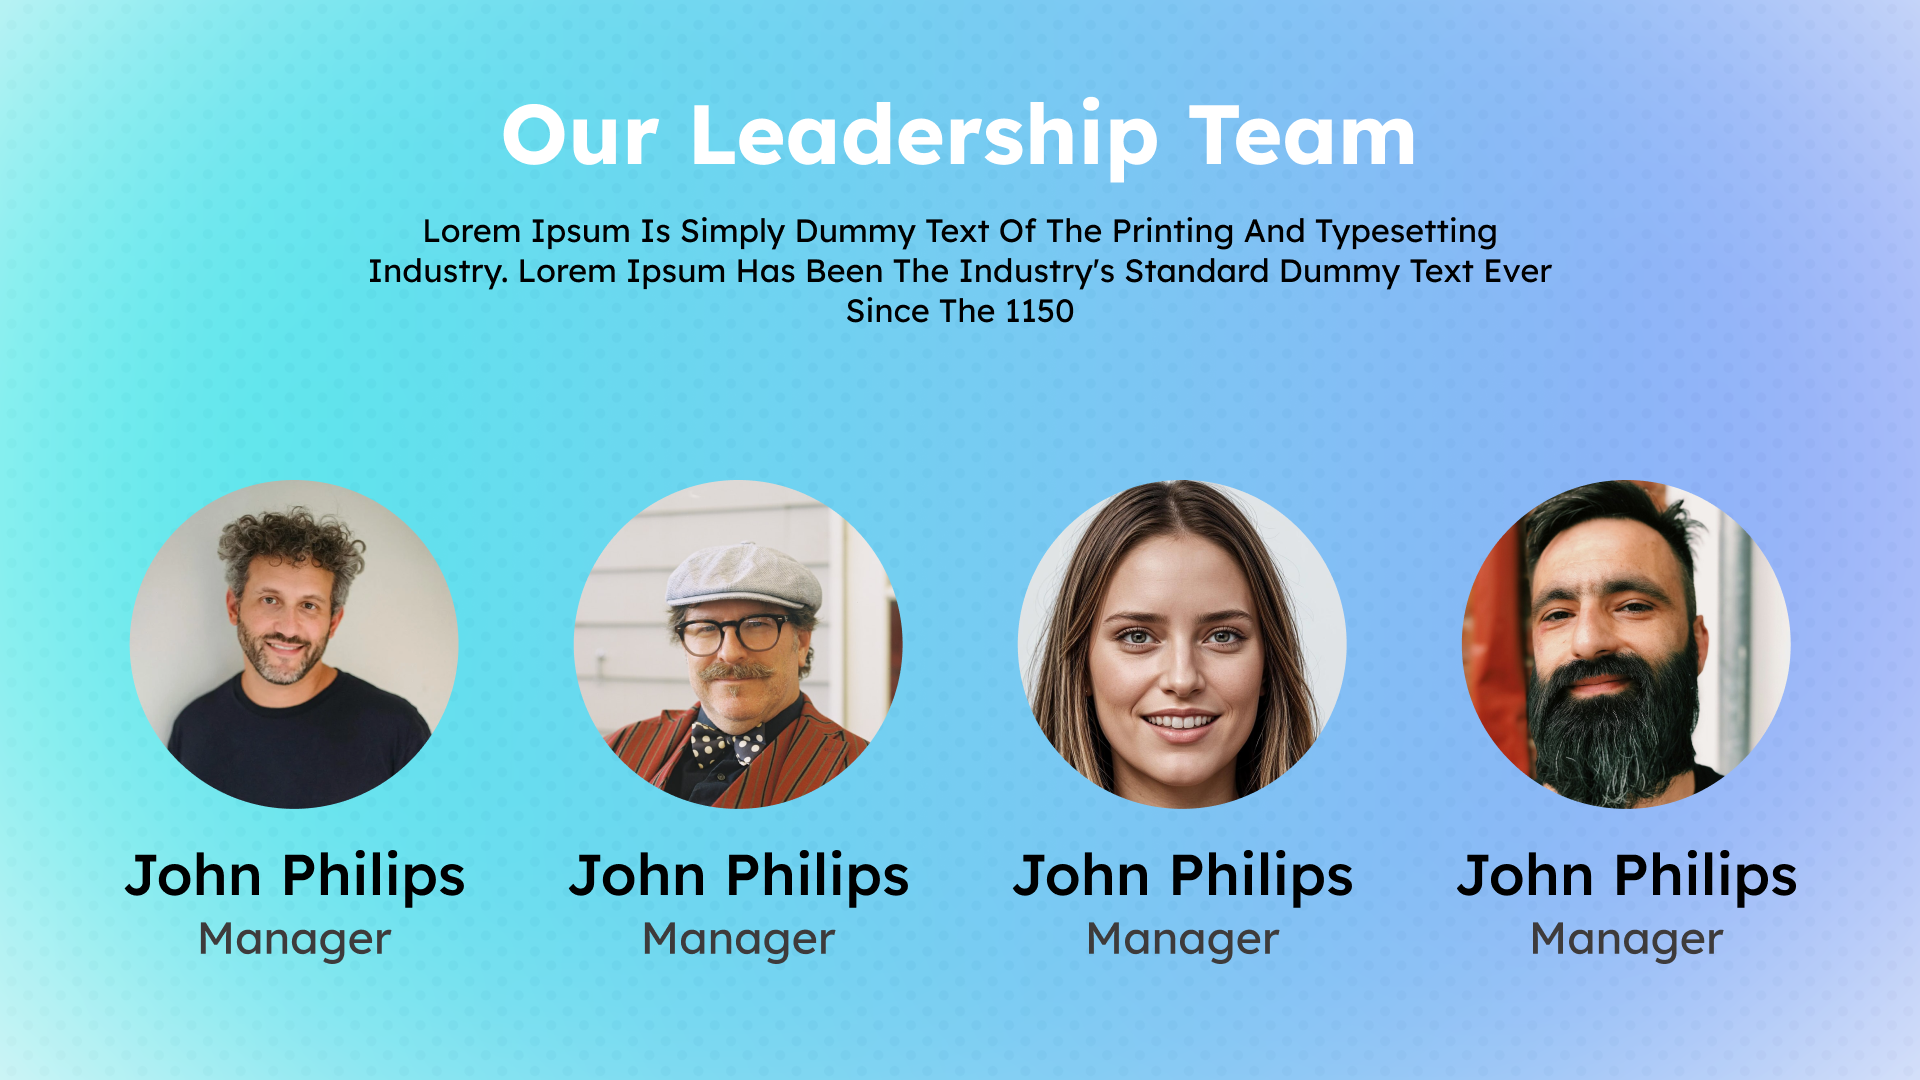 Our Leadership Team
Lorem Ipsum Is Simply Dummy Text Of The Printing And Typesetting
Industry. Lorem Ipsum Has Been The Industry's Standard Dummy Text Ever
Since The 1150
John Philips
Manager
John Philips
Manager
John Philips
Manager
John Philips
Manager